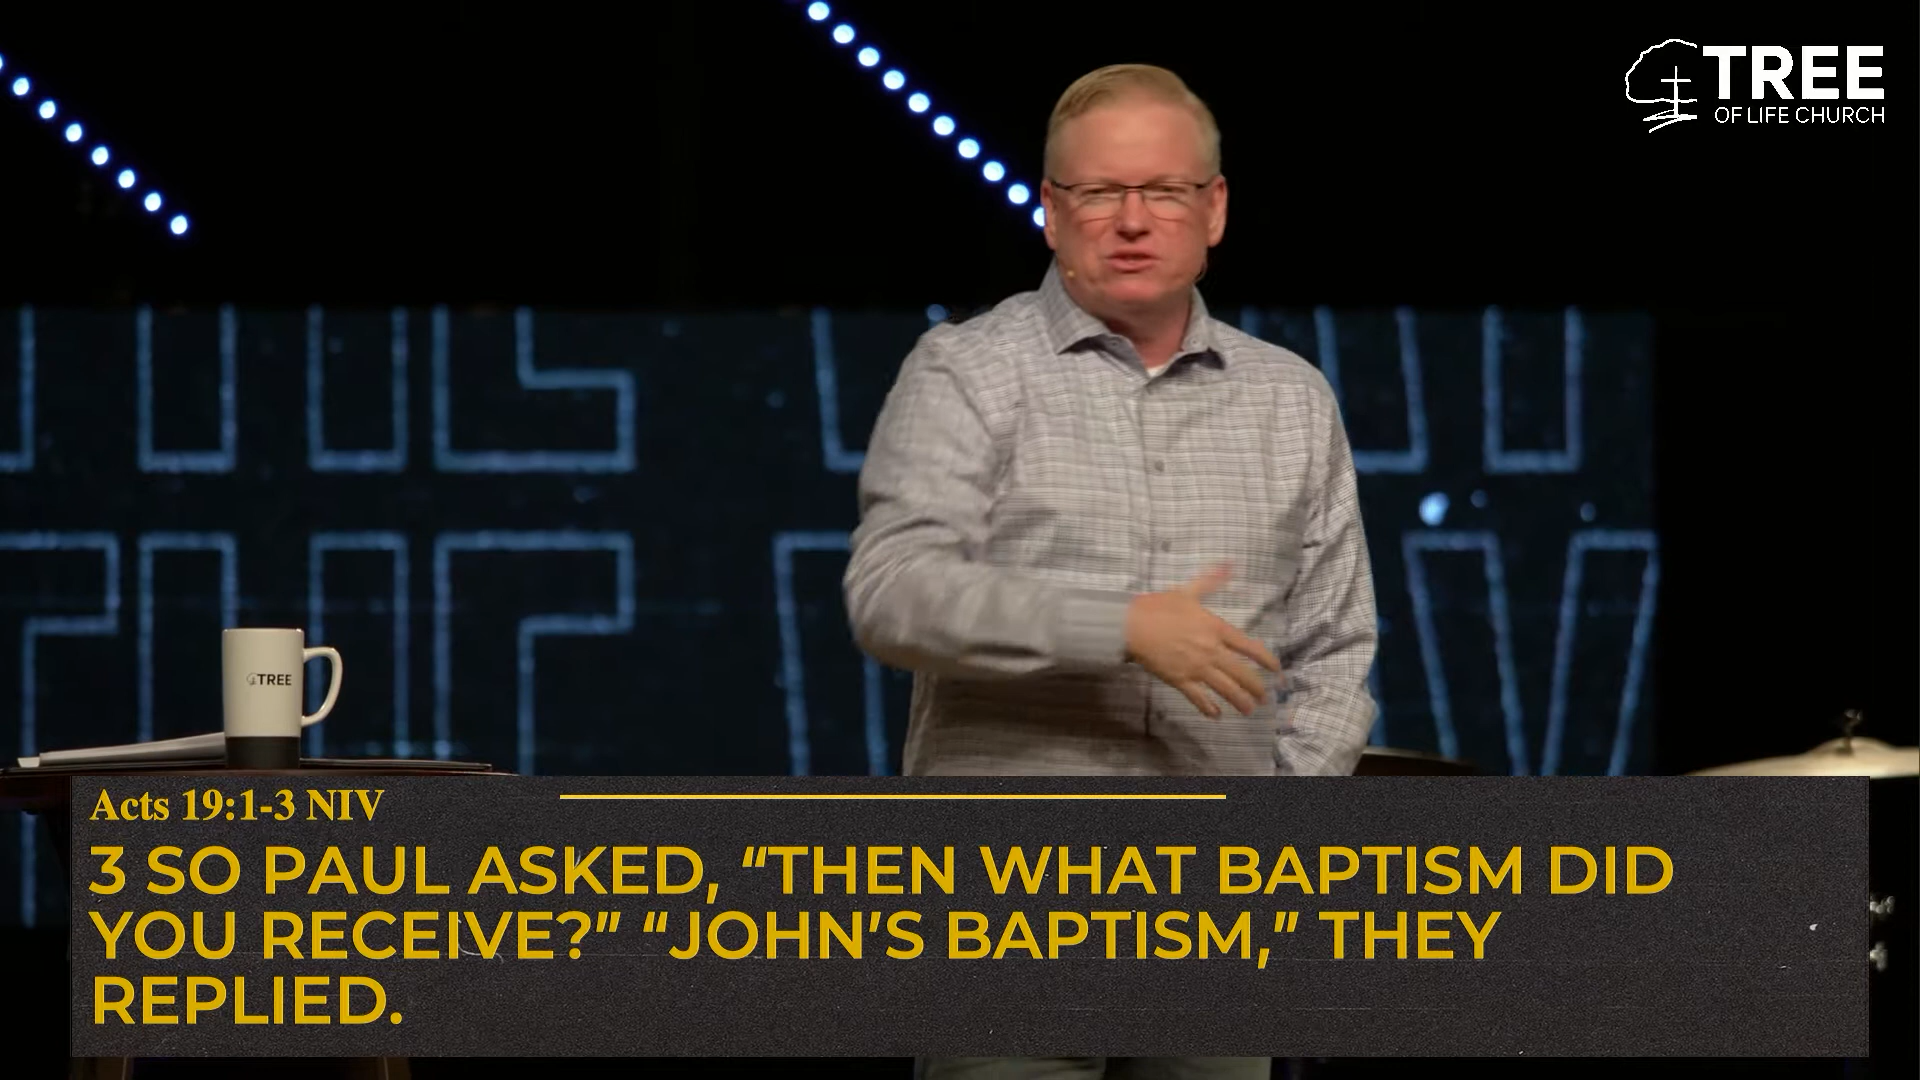 TREE
OF LIFE CHURCH
TREE
Acts 19:1-3 NIV
3 SO PAUL ASKED, “THEN WHAT BAPTISM DID
YOU RECEIVE?” “JOHN’S BAPTISM,” THEY
REPLIED.